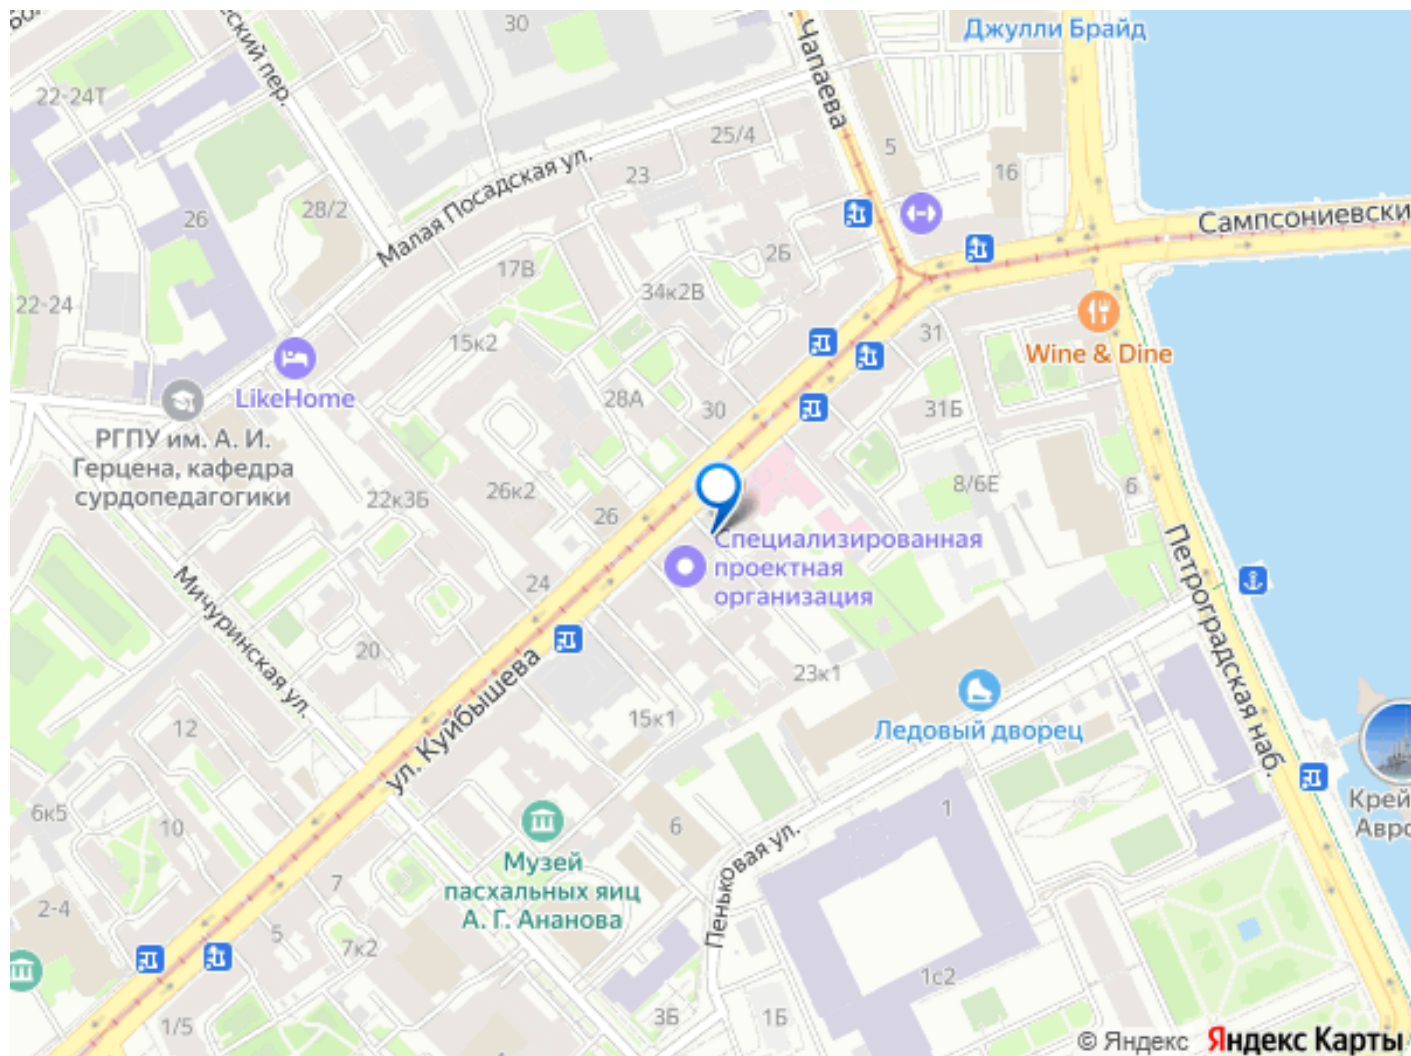 30
Джулли Брайд
22-24Т
ул. Чапаева
25/4
5
16
23
Малая Посадская ул.
28/2
26
Сампсониевски
2Б
17В
34к2В
22-24
31
15к2
Wine & Dine
LikeHome
28А
30
31Б
РГПУ им. А. И.
Герцена, кафедра
сурдопедагогики
22к3Б
26к2
26
8/6Е
6
Специализированная
проектная
организация
24
Мичуринская ул.
20
Петроградская наб.
23к1
15к1
Ледовый дворец
12
ул. Куйбышева
6к5
10
6
1
Крей
Авро
Музей
пасхальных яиц
А. Г. Ананова
7
2-4
5
7к2
Пеньковая ул.
1с2
1/5
3Б
1Б
© Яндекс Яндекс Карты